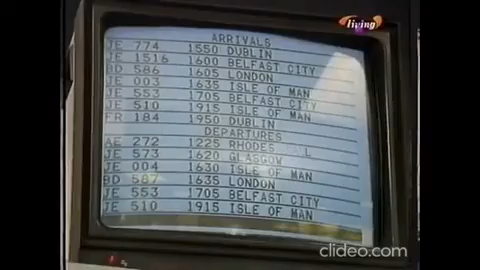 living
ARRIVALS
JE 774 1550 DUBLIN
JE 1516 1600 BELFAST CITY
BD 586 1605 LONDON
JE 003 1635 ISLE OF MAN
JE 553 1705 BELFAST CITY
JE 510 1915 ISLE OF MAN
FR 184 1950 DUBLIN
DEPARTURES
AE 272 1225 RHODES
JE 573 1620 GLASGOW
JE 004 1630 ISLE OF MAN
BD 587 1635 LONDON
JE 553 1705 BELFAST CITY
JE 510 1915 ISLE OF MAN
clideo.com